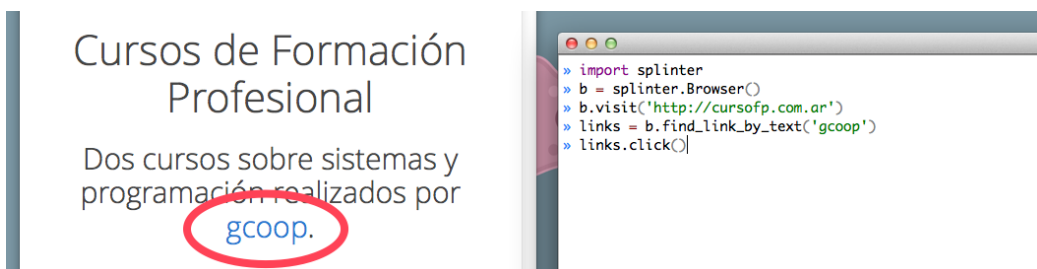 Cursos de Formación
Profesional
Dos cursos sobre sistemas y
programación realizados por
gcoop.
» import splinter
» b = splinter.Browser()
» b.visit('http://cursofp.com.ar')
» links = b.find_link_by_text('gcoop')
» links.click()